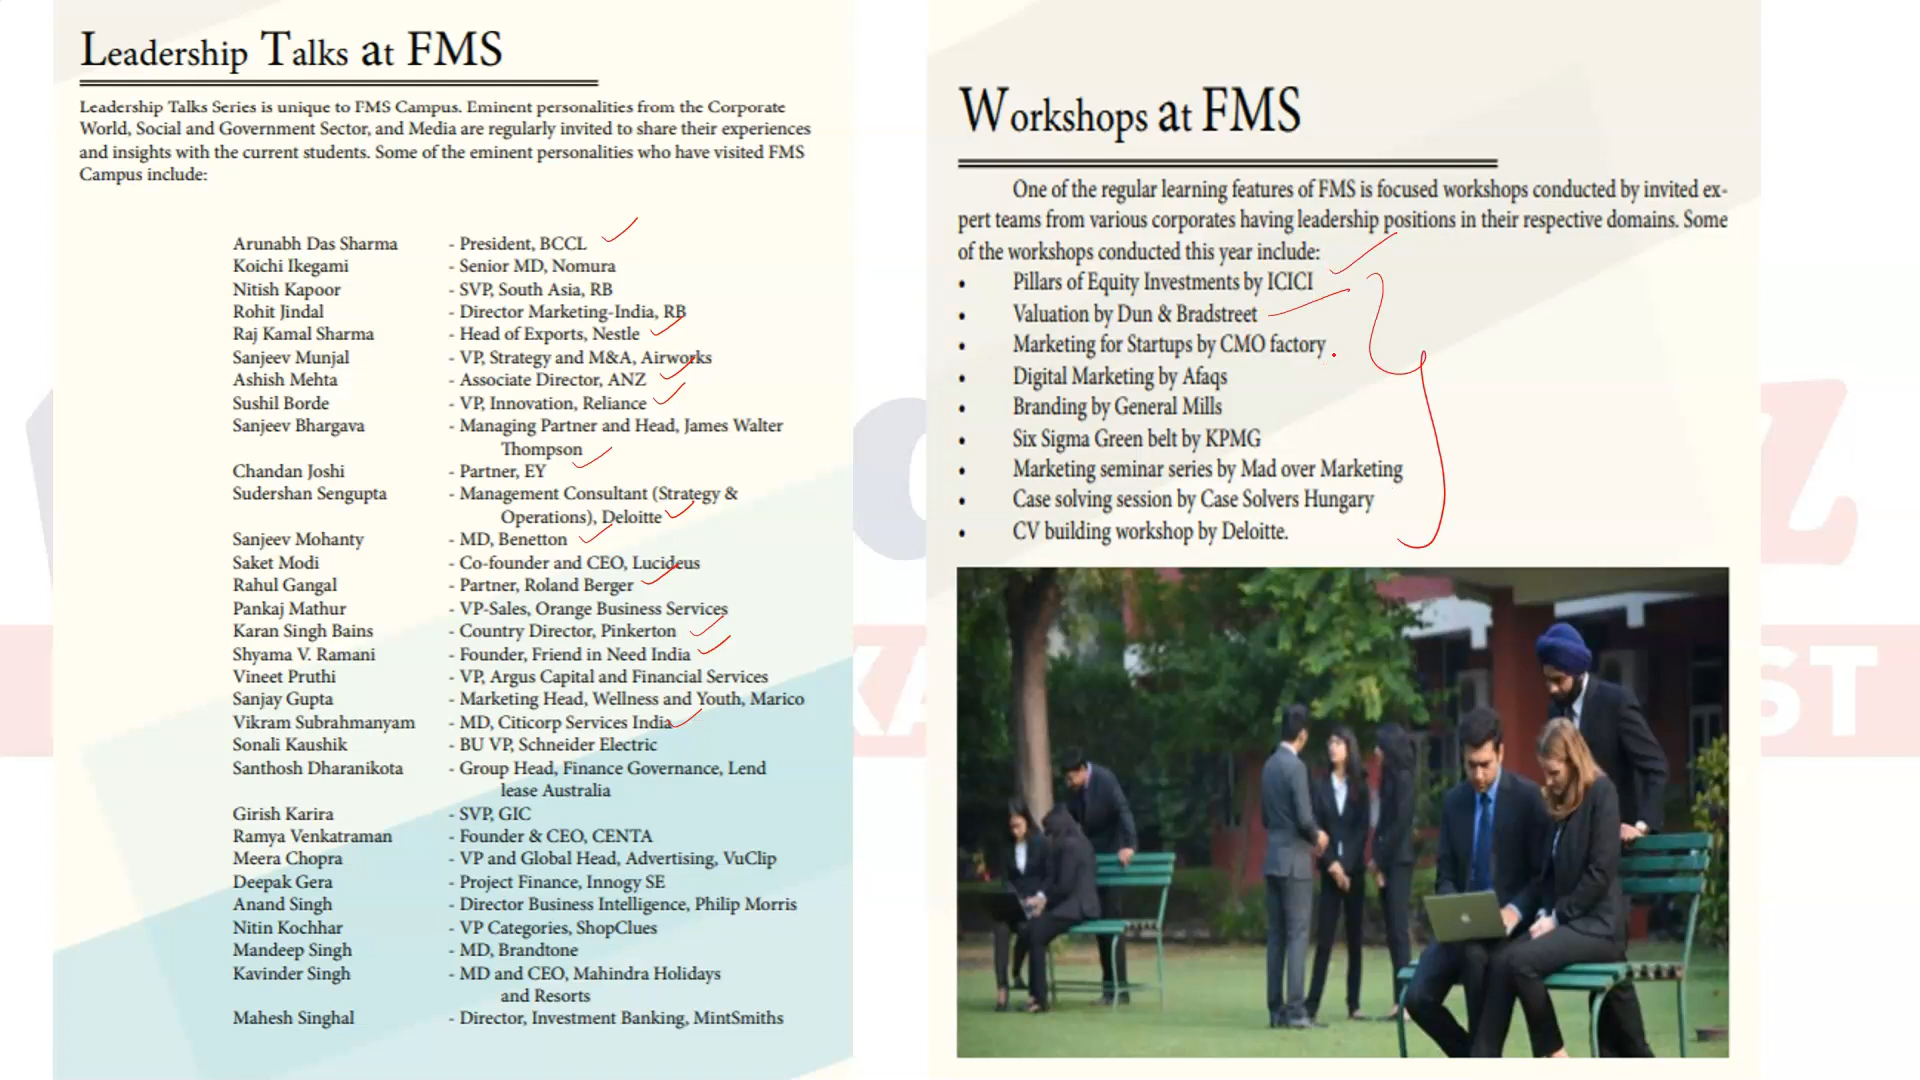 Leadership Talks at FMS
Leadership Talks Series is unique to FMS Campus. Eminent personalities from the Corporate
World, Social and Government Sector, and Media are regularly invited to share their experiences
and insights with the current students. Some of the eminent personalities who have visited FMS
Campus include:
Arunabh Das Sharma - President, BCCL
Koichi Ikegami - Senior MD, Nomura
Nitish Kapoor - SVP, South Asia, RB
Rohit Jindal - Director Marketing-India, RB
Raj Kamal Sharma - Head of Exports, Nestle
Sanjeev Munjal - VP, Strategy and M&A, Airworks
Ashish Mehta - Associate Director, ANZ
Sushil Borde - VP, Innovation, Reliance
Sanjeev Bhargava - Managing Partner and Head, James Walter
Thompson
Chandan Joshi - Partner, EY
Sudershan Sengupta - Management Consultant (Strategy &
Operations), Deloitte
Sanjeev Mohanty - MD, Benetton
Saket Modi - Co-founder and CEO, Lucideus
Rahul Gangal - Partner, Roland Berger
Pankaj Mathur - VP-Sales, Orange Business Services
Karan Singh Bains - Country Director, Pinkerton
Shyama V. Ramani - Founder, Friend in Need India
Vineet Pruthi - VP, Argus Capital and Financial Services
Sanjay Gupta - Marketing Head, Wellness and Youth, Marico
Vikram Subrahmanyam - MD, Citicorp Services India
Sonali Kaushik - BU VP, Schneider Electric
Santhosh Dharanikota - Group Head, Finance Governance, Lend
lease Australia
Girish Karira - SVP, GIC
Ramya Venkatraman - Founder & CEO, CENTA
Meera Chopra - VP and Global Head, Advertising, VuClip
Deepak Gera - Project Finance, Innogy SE
Anand Singh - Director Business Intelligence, Philip Morris
Nitin Kochhar - VP Categories, ShopClues
Mandeep Singh - MD, Brandtone
Kavinder Singh - MD and CEO, Mahindra Holidays
and Resorts
Mahesh Singhal - Director, Investment Banking, MintSmiths
Workshops at FMS
One of the regular learning features of FMS is focused workshops conducted by invited ex-
pert teams from various corporates having leadership positions in their respective domains. Some
of the workshops conducted this year include:
• Pillars of Equity Investments by ICICI
• Valuation by Dun & Bradstreet
• Marketing for Startups by CMO factory
• Digital Marketing by Afaqs
• Branding by General Mills
• Six Sigma Green belt by KPMG
• Marketing seminar series by Mad over Marketing
• Case solving session by Case Solvers Hungary
• CV building workshop by Deloitte.